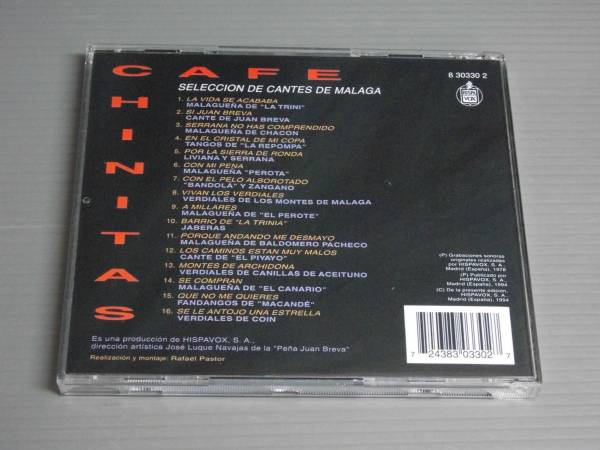 CAFE
CHINITAS
8 30330 2
HISPAVOX
SELECCION DE CANTES DE MALAGA
1. LA VIDA SE ACABABA
MALAGUEÑA DE "LA TRINI"
2. SI JUAN BREVA
CANTE DE JUAN BREVA
3. SERRANA NO HAS COMPRENDIDO
MALAGUEÑA DE CHACON
4. EN EL CRISTAL DE MI COPA
TANGOS DE "LA REPOMPA"
5. POR LA SIERRA DE RONDA
LIVIANA Y SERRANA
6. CON MI PENA
MALAGUEÑA "PEROTA"
7. CON EL PELO ALBOROTADO
"BANDOLÁ" Y ZANGANO
8. VIVAN LOS VERDIALES
VERDIALES DE LOS MONTES DE MALAGA
9. A MILLARES
MALAGUEÑA DE "EL PEROTE"
10. BARRIO DE "LA TRINIA"
JABERAS
11. PORQUE ANDANDO ME DESMAYO
MALAGUEÑA DE BALDOMERO PACHECO
12. LOS CAMINOS ESTAN MUY MALOS
CANTE DE "EL PIYAYO"
13. MONTES DE ARCHIDONA
VERDIALES DE CANILLAS DE ACEITUNO
14. SE COMPRAN
MALAGUEÑA DE "EL CANARIO"
15. QUE NO ME QUIERES
FANDANGOS DE "MACANDÉ"
16. SE LE ANTOJO UNA ESTRELLA
VERDIALES DE COIN
(P) Grabaciones sonoras
originales realizadas
por HISPAVOX, S. A.
Madrid (España), 1978
(P) Publicado por
HISPAVOX, S. A.
Madrid (España), 1994
(C) De la presente edición,
HISPAVOX, S. A.
Madrid (España), 1994
Es una producción de HISPAVOX, S. A.,
dirección artística José Luque Navajas de la "Peña Juan Breva"
Realización y montaje: Rafael Pastor
7 24383 03302 7